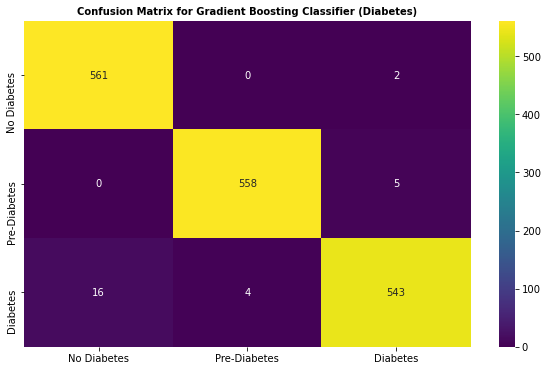 Confusion Matrix for Gradient Boosting Classifier (Diabetes)
No Diabetes
561
0
2
Pre-Diabetes
0
558
5
Diabetes
16
4
543
No Diabetes
Pre-Diabetes
Diabetes
500
400
300
200
100
0